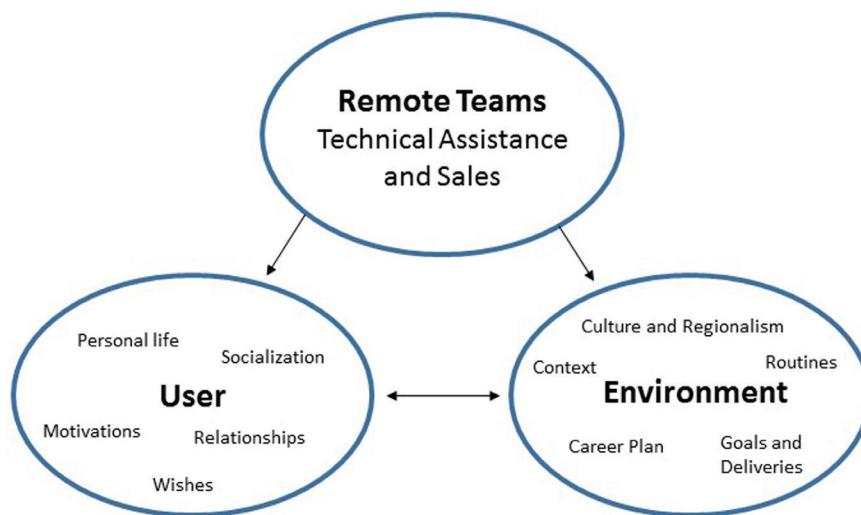 Remote Teams
Technical Assistance
and Sales
Personal life
Socialization
User
Motivations
Relationships
Wishes
Culture and Regionalism
Context
Routines
Environment
Career Plan
Goals and
Deliveries